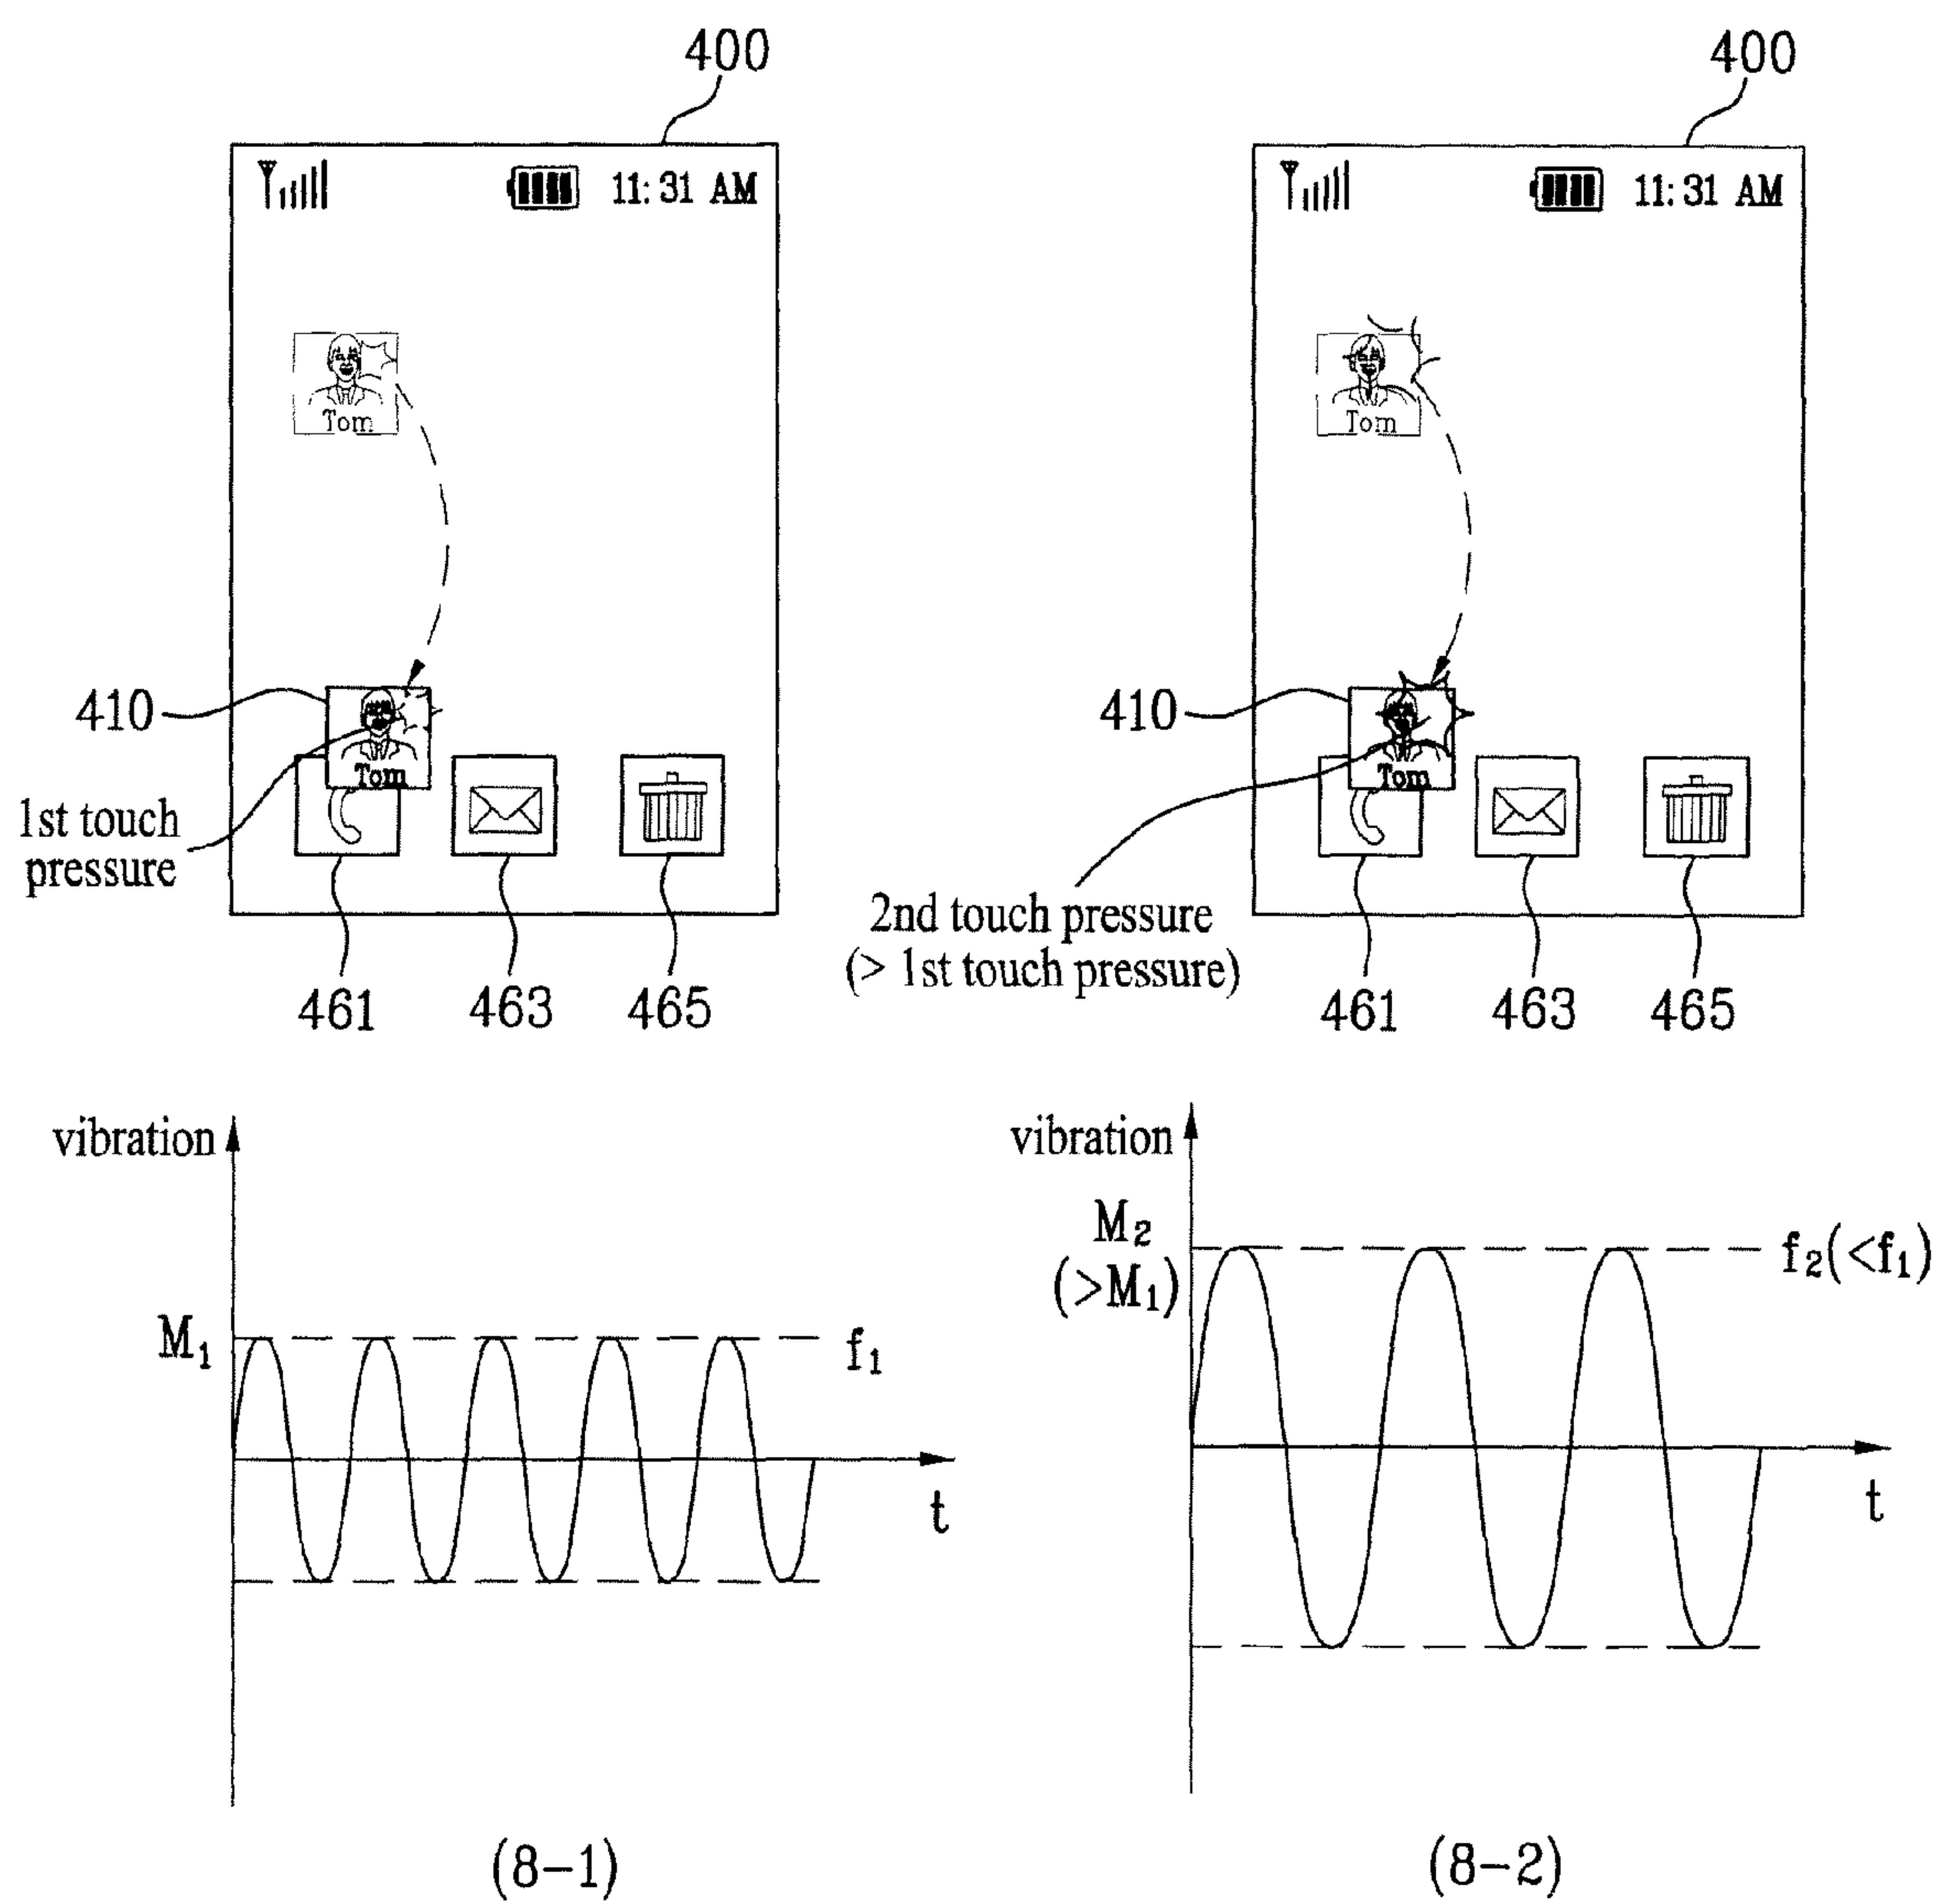 400
11:31 AM
Tom
410
Tom
1st touch
pressure
461
463
465
400
11:31 AM
Tom
410
Tom
2nd touch pressure
(> 1st touch pressure)
461
463
465
vibration
M₁
f₁
t
(8-1)
vibration
M₂
(>M₁)
f₂(<f₁)
t
(8-2)